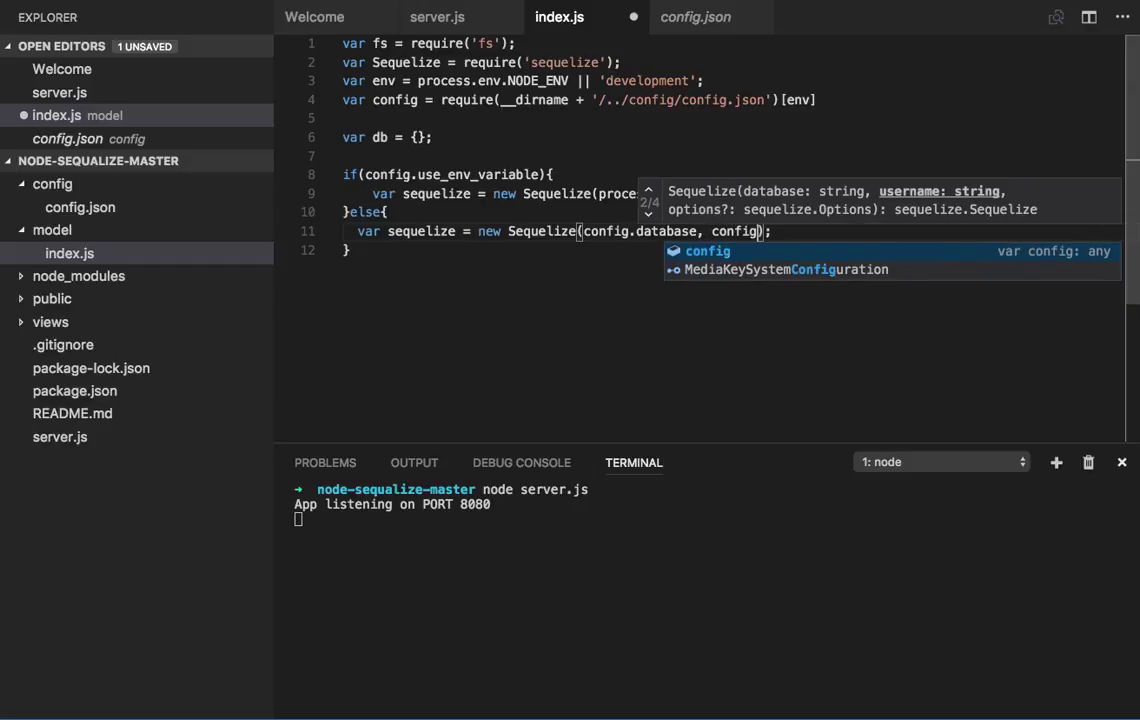 EXPLORER
Welcome
server.js
index.js
config.json
OPEN EDITORS 1 UNSAVED
Welcome
server.js
index.js model
config.json config
NODE-SEQUALIZE-MASTER
config
config.json
model
index.js
node_modules
public
views
.gitignore
package-lock.json
package.json
README.md
server.js
1 var fs = require('fs');
2 var Sequelize = require('sequelize');
3 var env = process.env.NODE_ENV || 'development';
4 var config = require(__dirname + '/../config/config.json')[env]
5
6 var db = {};
7
8 if(config.use_env_variable){
9 var sequelize = new Sequelize(proce
10 }else{
11 var sequelize = new Sequelize(config.database, config);
12 }
2/4
Sequelize(database: string, username: string,
options?: sequelize.Options): sequelize.Sequelize
config var config: any
MediaKeySystemConfiguration
PROBLEMS OUTPUT DEBUG CONSOLE TERMINAL 1: node
➜ node-sequalize-master node server.js
App listening on PORT 8080